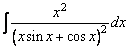 ∫ x² / (x sin x + cos x)² dx